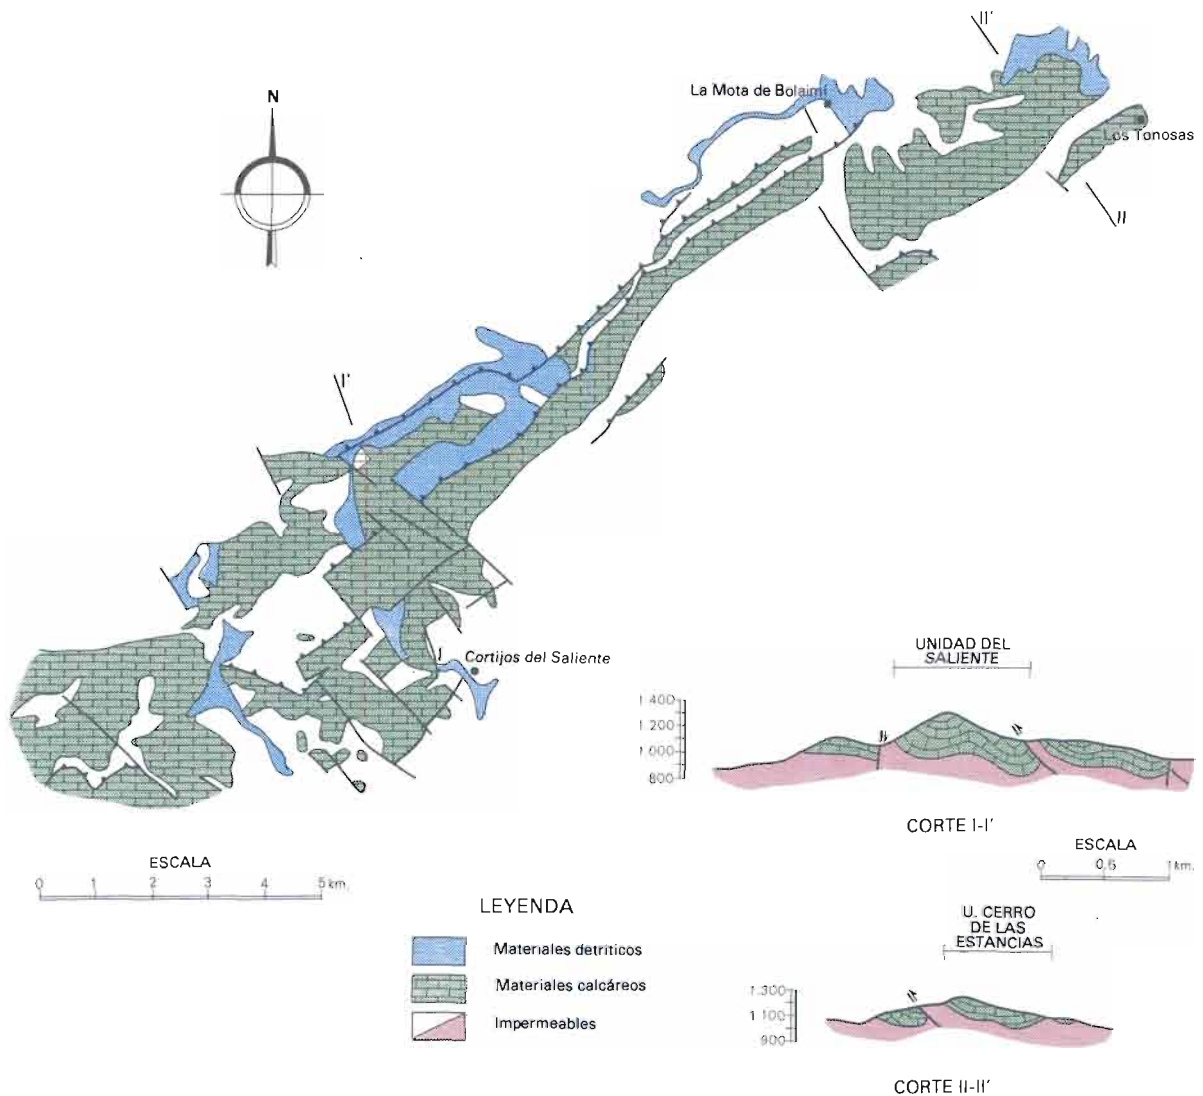 II'
La Mota de Bolaimí
N
Los Tonosas
II
I'
I
Cortijos del Saliente
UNIDAD DEL
SALIENTE
1.400
1.200
1.000
800
CORTE I-I'
ESCALA
0 1 2 3 4 5 km.
ESCALA
0 0,5 1 km
LEYENDA
Materiales detríticos
Materiales calcáreos
Impermeables
U. CERRO
DE LAS
ESTANCIAS
1.300
1.100
900
CORTE II-II'